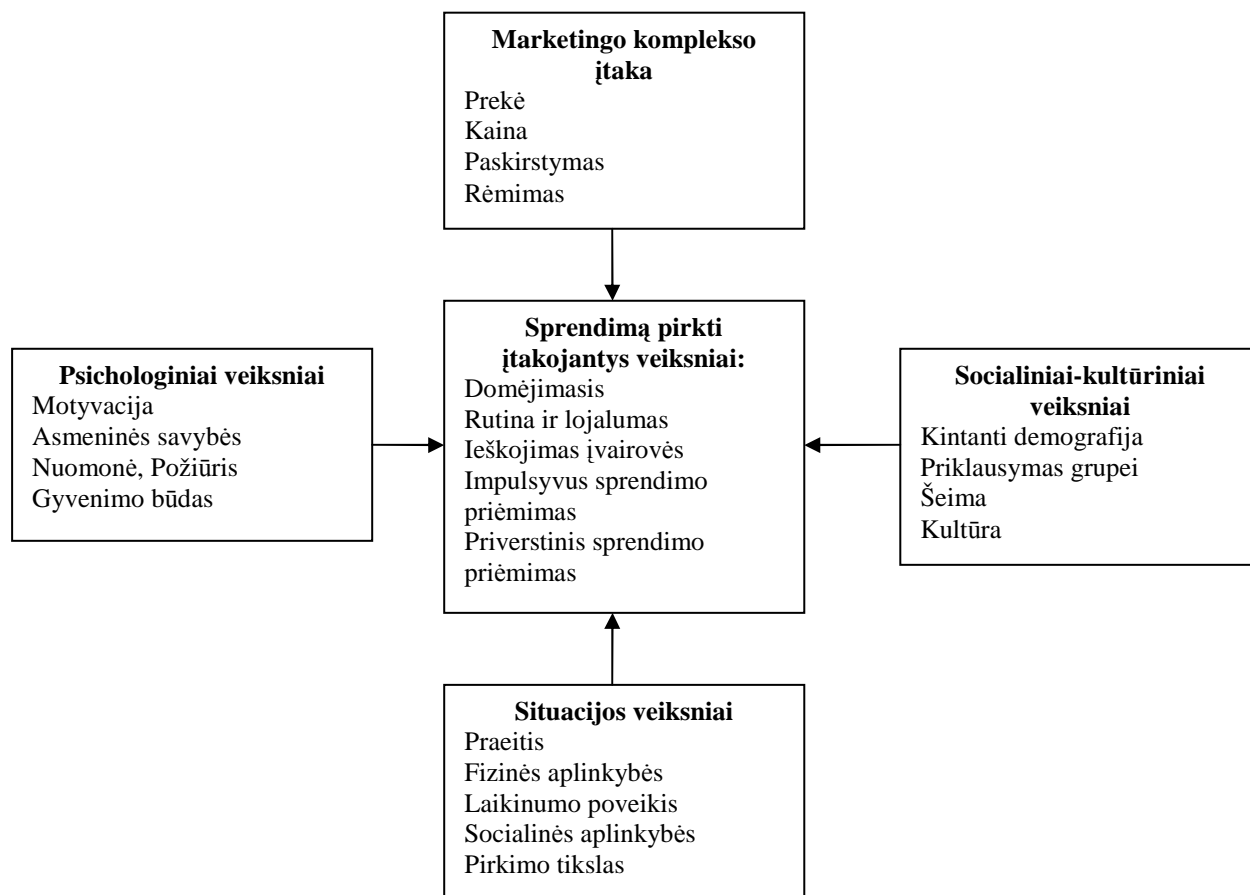 Marketingo komplekso
įtaka
Prekė
Kaina
Paskirstymas
Rėmimas
Psichologiniai veiksniai
Motyvacija
Asmeninės savybės
Nuomonė, Požiūris
Gyvenimo būdas
Sprendimą pirkti
įtakojantys veiksniai:
Domėjimasis
Rutina ir lojalumas
Ieškojimas įvairovės
Impulsyvus sprendimo
priėmimas
Priverstinis sprendimo
priėmimas
Socialiniai-kultūriniai
veiksniai
Kintanti demografija
Priklausymas grupei
Šeima
Kultūra
Situacijos veiksniai
Praeitis
Fizinės aplinkybės
Laikinumo poveikis
Socialinės aplinkybės
Pirkimo tikslas